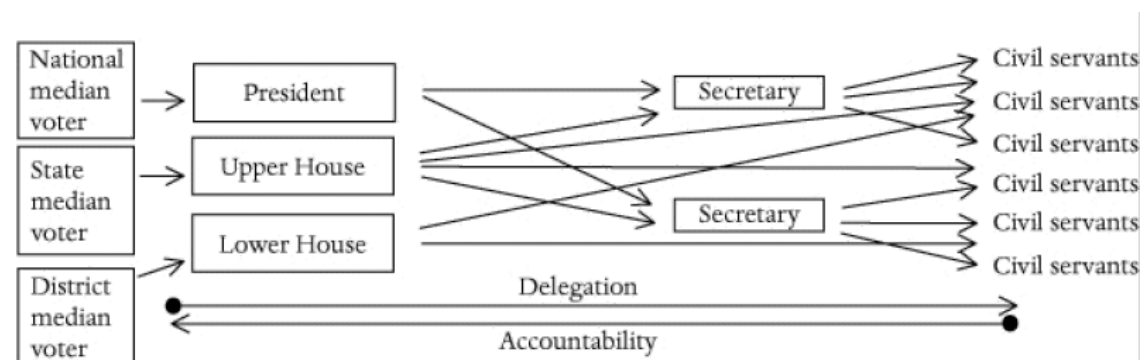 National
median
voter
President
Secretary
Civil servants
Civil servants
Civil servants
State
median
voter
Upper House
Civil servants
Lower House
Secretary
Civil servants
Civil servants
District
median
voter
Delegation
Accountability